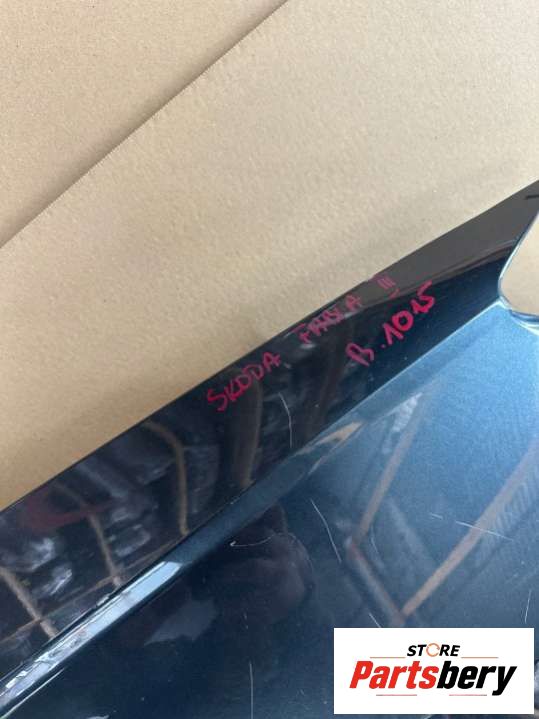 SKODA FABIA III
B.1015
STORE
Partsbery